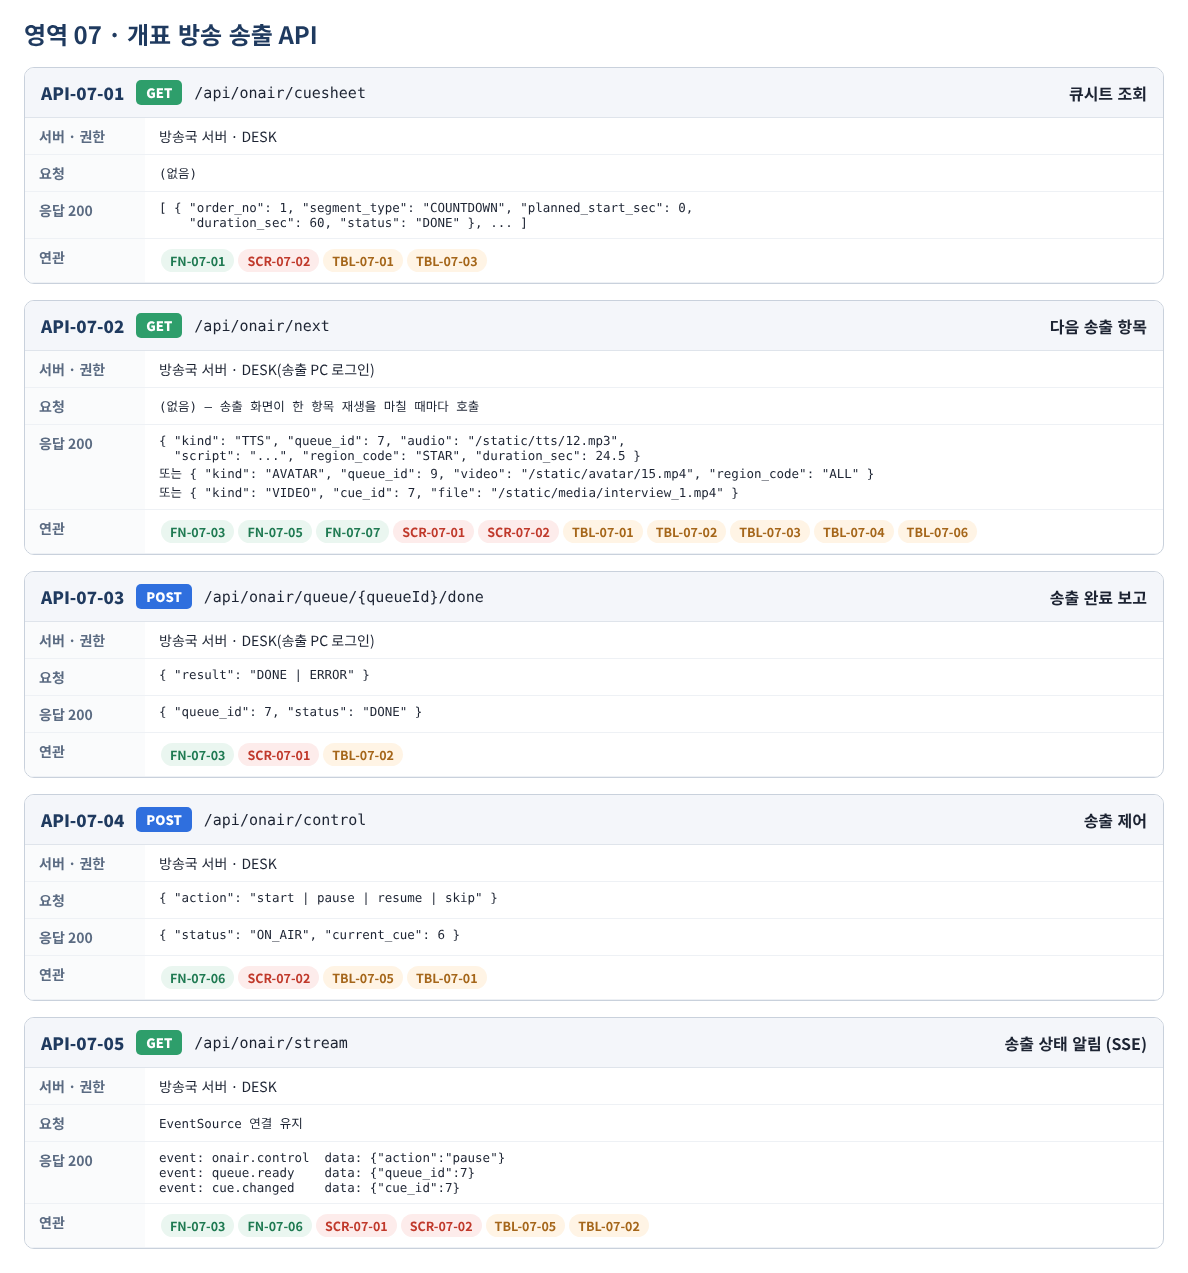 영역 07 · 개표 방송 송출 API
API-07-01 GET /api/onair/cuesheet 큐시트 조회
서버 · 권한 방송국 서버 · DESK
요청 (없음)
응답 200 [ { "order_no": 1, "segment_type": "COUNTDOWN", "planned_start_sec": 0,
"duration_sec": 60, "status": "DONE" }, ... ]
연관 FN-07-01 SCR-07-02 TBL-07-01 TBL-07-03
API-07-02 GET /api/onair/next 다음 송출 항목
서버 · 권한 방송국 서버 · DESK(송출 PC 로그인)
요청 (없음) — 송출 화면이 한 항목 재생을 마칠 때마다 호출
응답 200 { "kind": "TTS", "queue_id": 7, "audio": "/static/tts/12.mp3",
"script": "...", "region_code": "STAR", "duration_sec": 24.5 }
또는 { "kind": "AVATAR", "queue_id": 9, "video": "/static/avatar/15.mp4", "region_code": "ALL" }
또는 { "kind": "VIDEO", "cue_id": 7, "file": "/static/media/interview_1.mp4" }
연관 FN-07-03 FN-07-05 FN-07-07 SCR-07-01 SCR-07-02 TBL-07-01 TBL-07-02 TBL-07-03 TBL-07-04 TBL-07-06
API-07-03 POST /api/onair/queue/{queueId}/done 송출 완료 보고
서버 · 권한 방송국 서버 · DESK(송출 PC 로그인)
요청 { "result": "DONE | ERROR" }
응답 200 { "queue_id": 7, "status": "DONE" }
연관 FN-07-03 SCR-07-01 TBL-07-02
API-07-04 POST /api/onair/control 송출 제어
서버 · 권한 방송국 서버 · DESK
요청 { "action": "start | pause | resume | skip" }
응답 200 { "status": "ON_AIR", "current_cue": 6 }
연관 FN-07-06 SCR-07-02 TBL-07-05 TBL-07-01
API-07-05 GET /api/onair/stream 송출 상태 알림 (SSE)
서버 · 권한 방송국 서버 · DESK
요청 EventSource 연결 유지
응답 200 event: onair.control data: {"action":"pause"}
event: queue.ready data: {"queue_id":7}
event: cue.changed data: {"cue_id":7}
연관 FN-07-03 FN-07-06 SCR-07-01 SCR-07-02 TBL-07-05 TBL-07-02